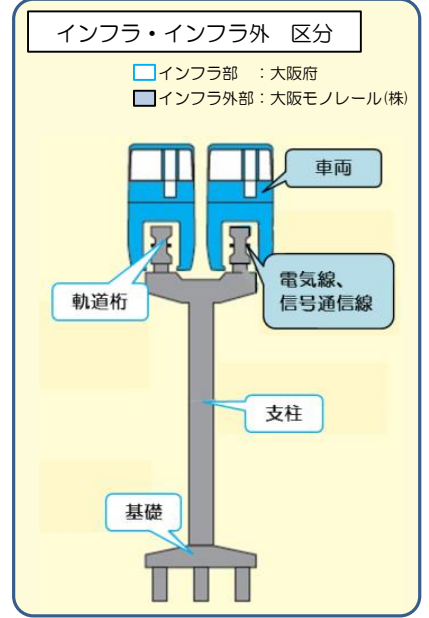 インフラ・インフラ外　区分
インフラ部　：大阪府
インフラ外部：大阪モノレール(株)
車両
軌道桁
電気線、
信号通信線
支柱
基礎